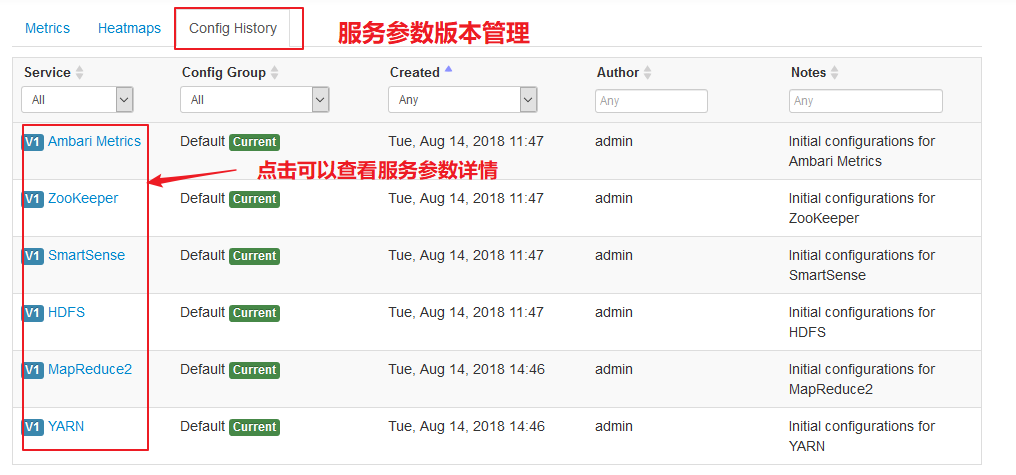 Metrics Heatmaps Config History 服务参数版本管理
Service Config Group Created Author Notes
All All Any Any Any
V1 Ambari Metrics Default Current Tue, Aug 14, 2018 11:47 admin Initial configurations for
Ambari Metrics
点击可以查看服务参数详情
V1 ZooKeeper Default Current Tue, Aug 14, 2018 11:47 admin Initial configurations for
ZooKeeper
V1 SmartSense Default Current Tue, Aug 14, 2018 11:47 admin Initial configurations for
SmartSense
V1 HDFS Default Current Tue, Aug 14, 2018 11:47 admin Initial configurations for
HDFS
V1 MapReduce2 Default Current Tue, Aug 14, 2018 14:46 admin Initial configurations for
MapReduce2
V1 YARN Default Current Tue, Aug 14, 2018 14:46 admin Initial configurations for
YARN